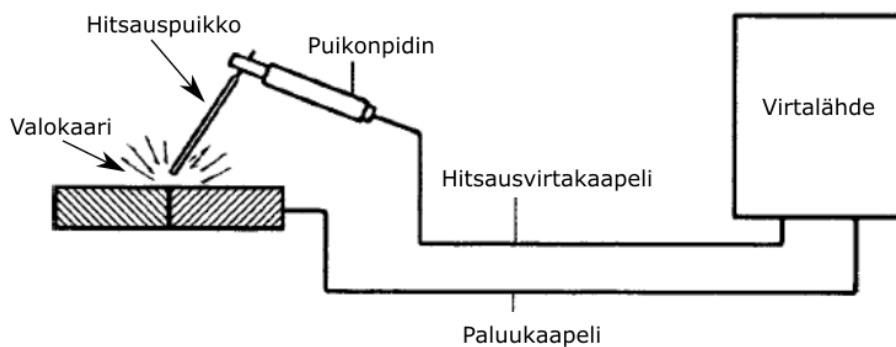 Hitsauspuikko
Puikonpidin
Virtalähde
Valokaari
Hitsausvirtakaapeli
Paluukaapeli